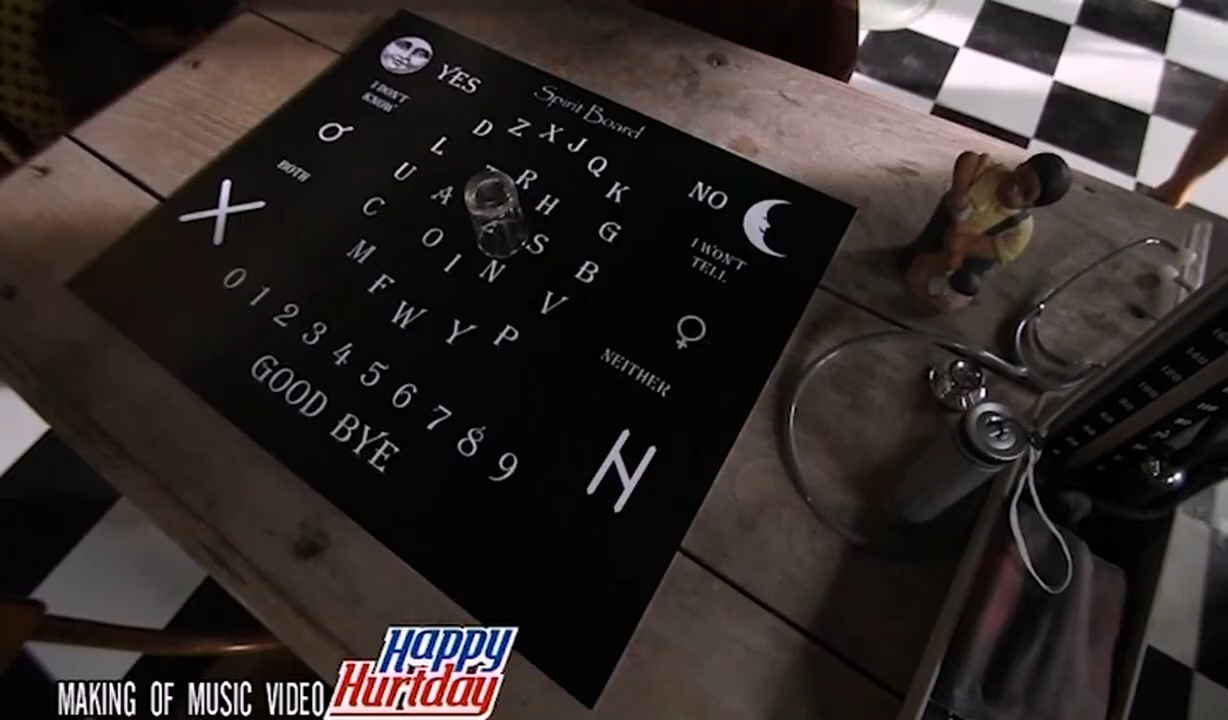 YES
Spirit Board
NO
I DON'T KNOW
I WON'T TELL
BOTH
NEITHER
D Z X J Q K
L R H G
U A S B
C O I N V
M F W Y P
0 1 2 3 4 5 6 7 8 9
GOOD BYE
MAKING OF MUSIC VIDEO
Happy
Hurtday